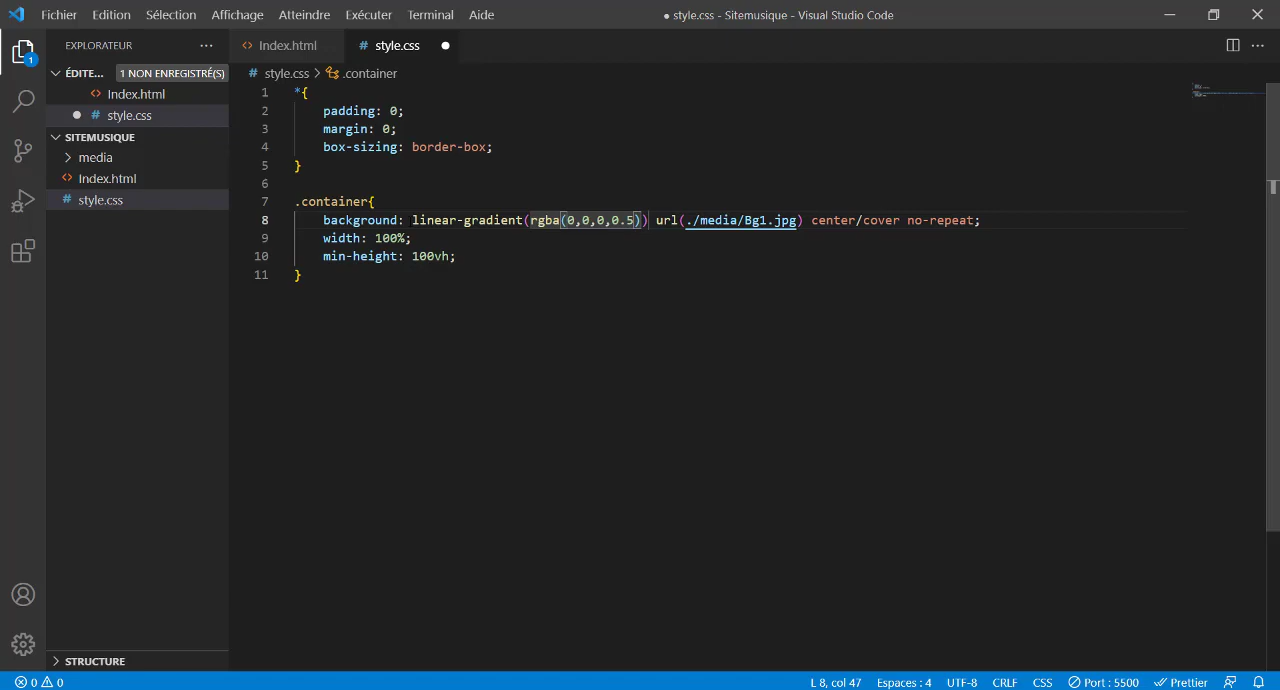 Fichier Edition Sélection Affichage Atteindre Exécuter Terminal Aide ● style.css - Sitemusique - Visual Studio Code
EXPLORATEUR ···
1
ÉDITE... 1 NON ENREGISTRÉ(S)
<> Index.html
● # style.css
SITEMUSIQUE
> media
<> Index.html
# style.css
STRUCTURE
<> Index.html # style.css ●
# style.css > .container
1 *{
2 padding: 0;
3 margin: 0;
4 box-sizing: border-box;
5 }
6
7 .container{
8 background: linear-gradient(rgba(0,0,0,0.5)) url(./media/Bg1.jpg) center/cover no-repeat;
9 width: 100%;
10 min-height: 100vh;
11 }
0 0 L 8, col 47 Espaces : 4 UTF-8 CRLF CSS Port : 5500 Prettier